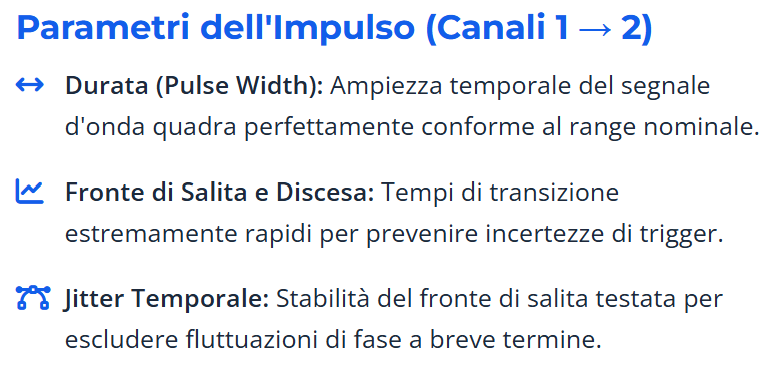 Parametri dell'Impulso (Canali 1 → 2)
Durata (Pulse Width): Ampiezza temporale del segnale
d'onda quadra perfettamente conforme al range nominale.
Fronte di Salita e Discesa: Tempi di transizione
estremamente rapidi per prevenire incertezze di trigger.
Jitter Temporale: Stabilità del fronte di salita testata per
escludere fluttuazioni di fase a breve termine.